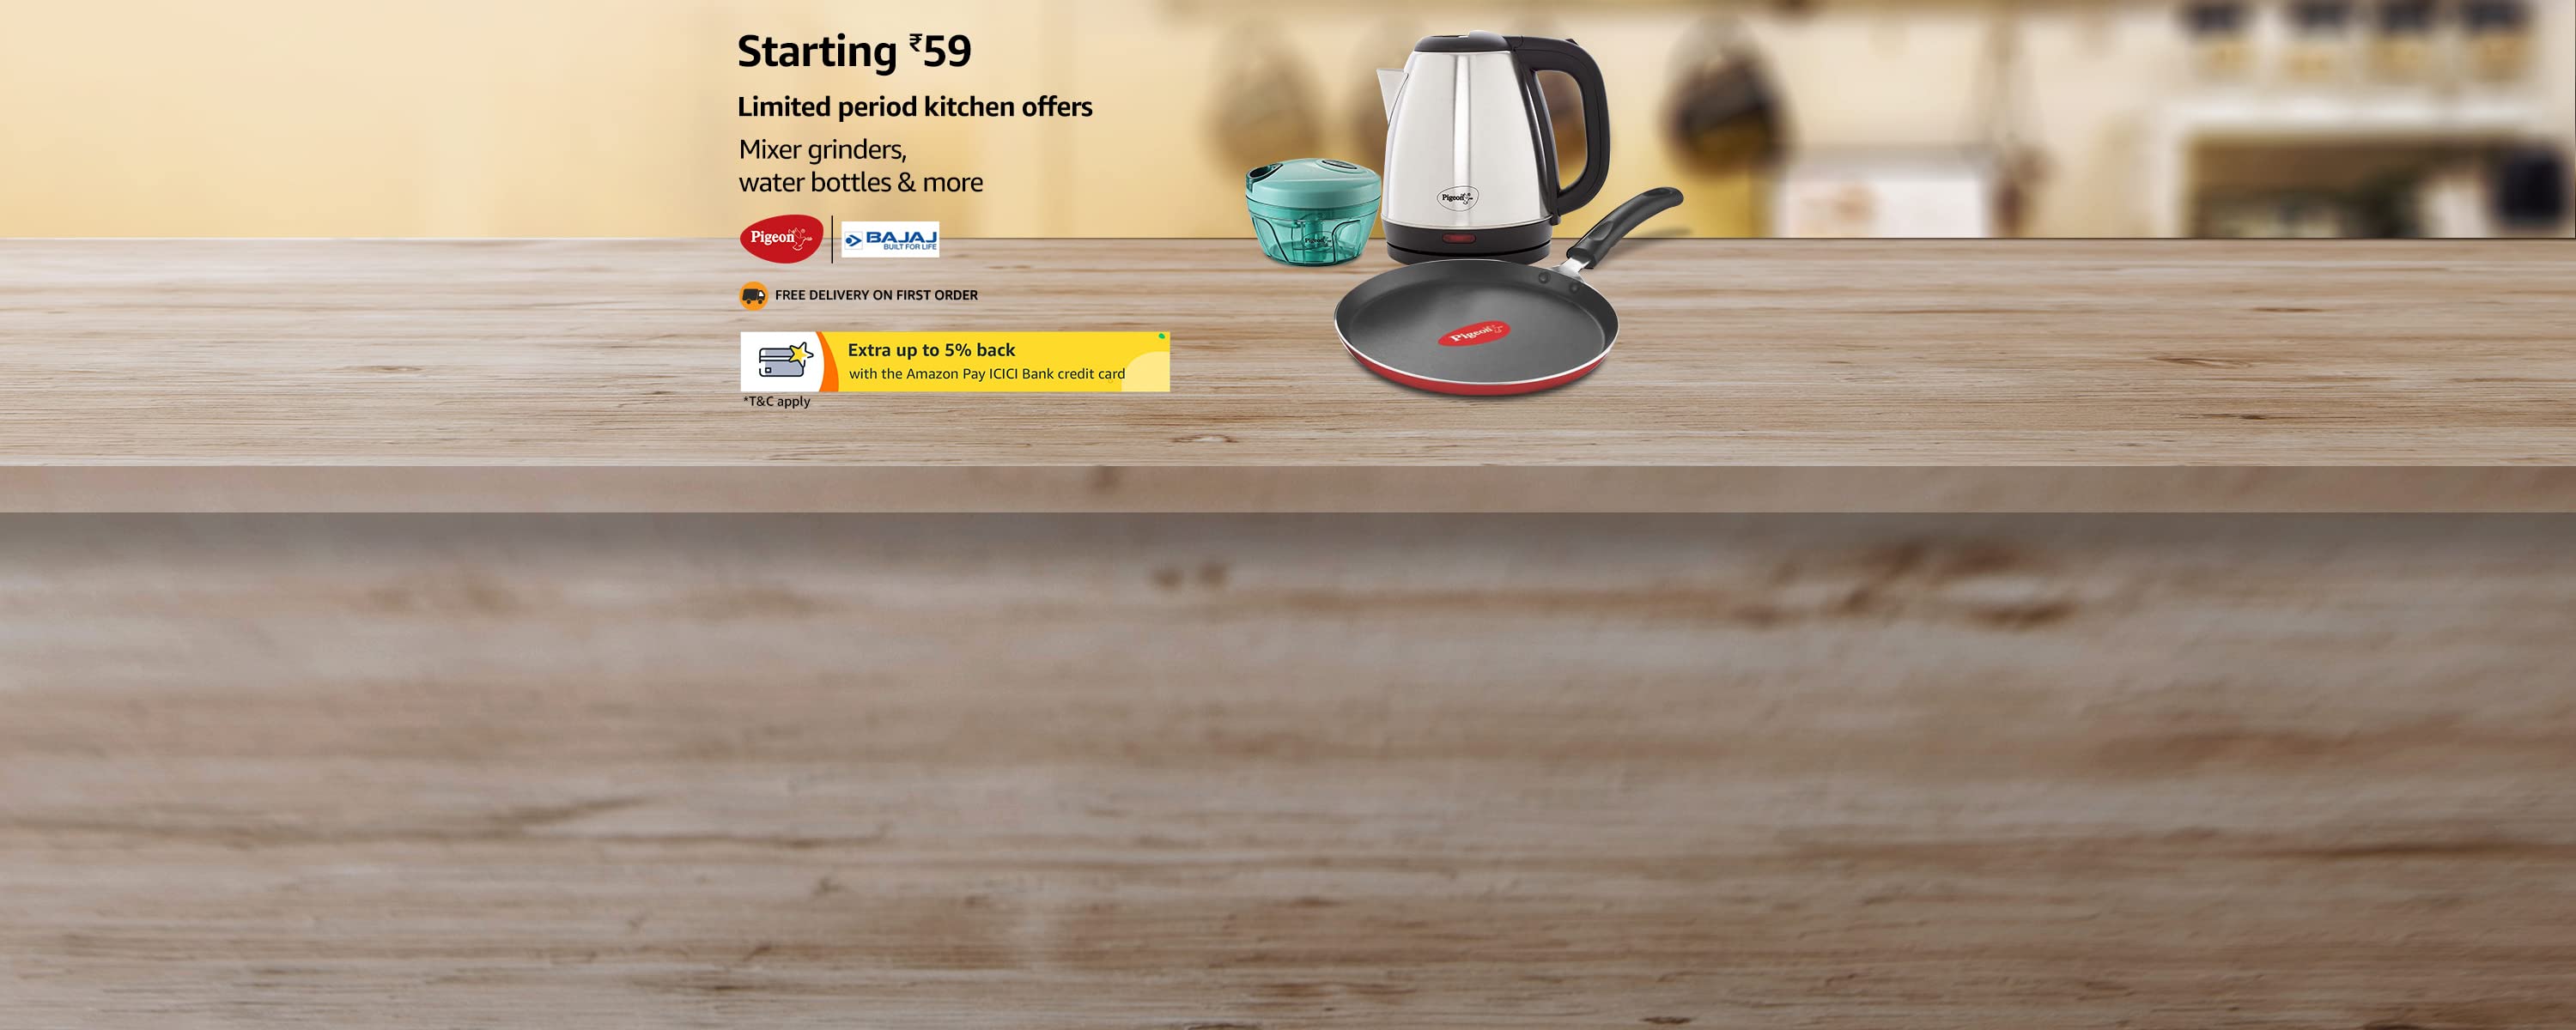 Starting ₹59
Limited period kitchen offers
Mixer grinders,
water bottles & more
Pigeon
BAJAJ
BUILT FOR LIFE
FREE DELIVERY ON FIRST ORDER
Extra up to 5% back
with the Amazon Pay ICICI Bank credit card
*T&C apply
Pigeon
Pigeon
Pigeon